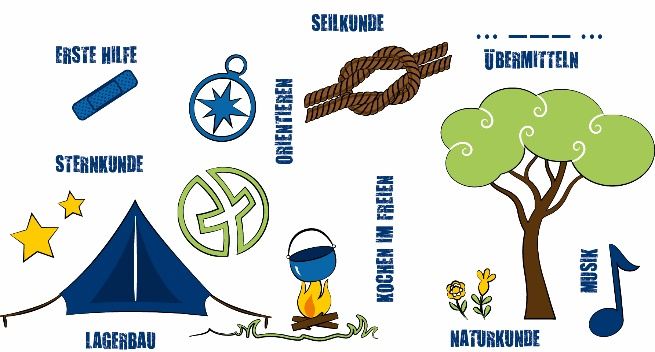 SEILKUNDE
ERSTE HILFE
ÜBERMITTELN
ORIENTIEREN
STERNKUNDE
KOCHEN IM FREIEN
MUSIK
LAGERBAU
NATURKUNDE